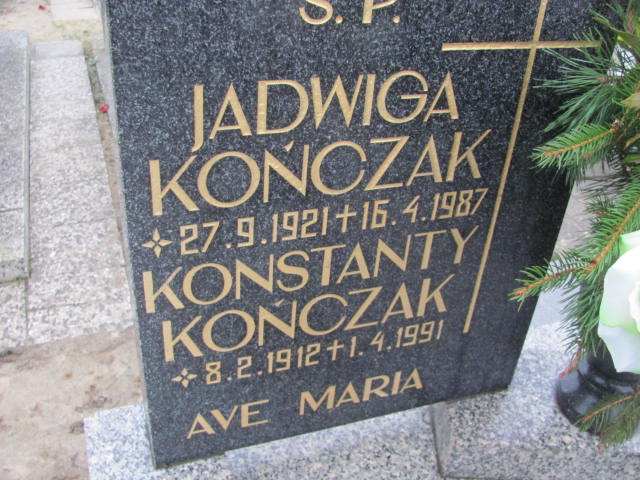 Ś. P.
JADWIGA
KOŃCZAK
✧ 27.9.1921 + 16.4.1987
KONSTANTY
KOŃCZAK
✧ 8.2.1912 + 1.4.1991
AVE MARIA